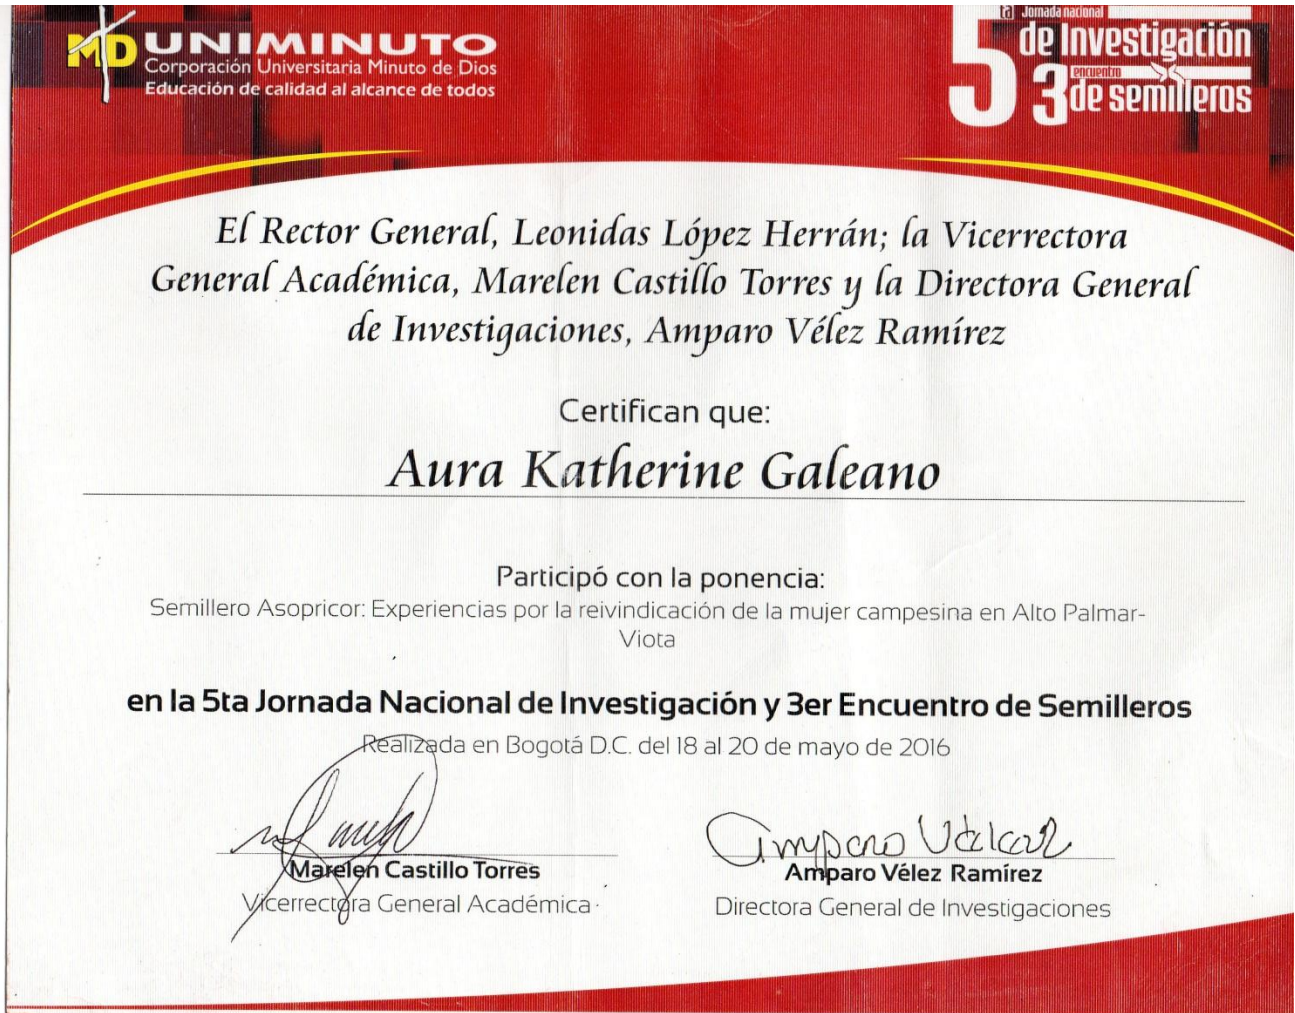 MD UNIMINUTO
Corporación Universitaria Minuto de Dios
Educación de calidad al alcance de todos
5ta Jornada nacional
de Investigación
3 encuentro
de semilleros
El Rector General, Leonidas López Herrán; la Vicerrectora
General Académica, Marelen Castillo Torres y la Directora General
de Investigaciones, Amparo Vélez Ramírez
Certifican que:
Aura Katherine Galeano
Participó con la ponencia:
Semillero Asopricor: Experiencias por la reivindicación de la mujer campesina en Alto Palmar-
Viota
en la 5ta Jornada Nacional de Investigación y 3er Encuentro de Semilleros
Realizada en Bogotá D.C. del 18 al 20 de mayo de 2016
Amparo
Marelen Castillo Torres
Amparo Vélez Ramírez
Vicerrectora General Académica
Directora General de Investigaciones